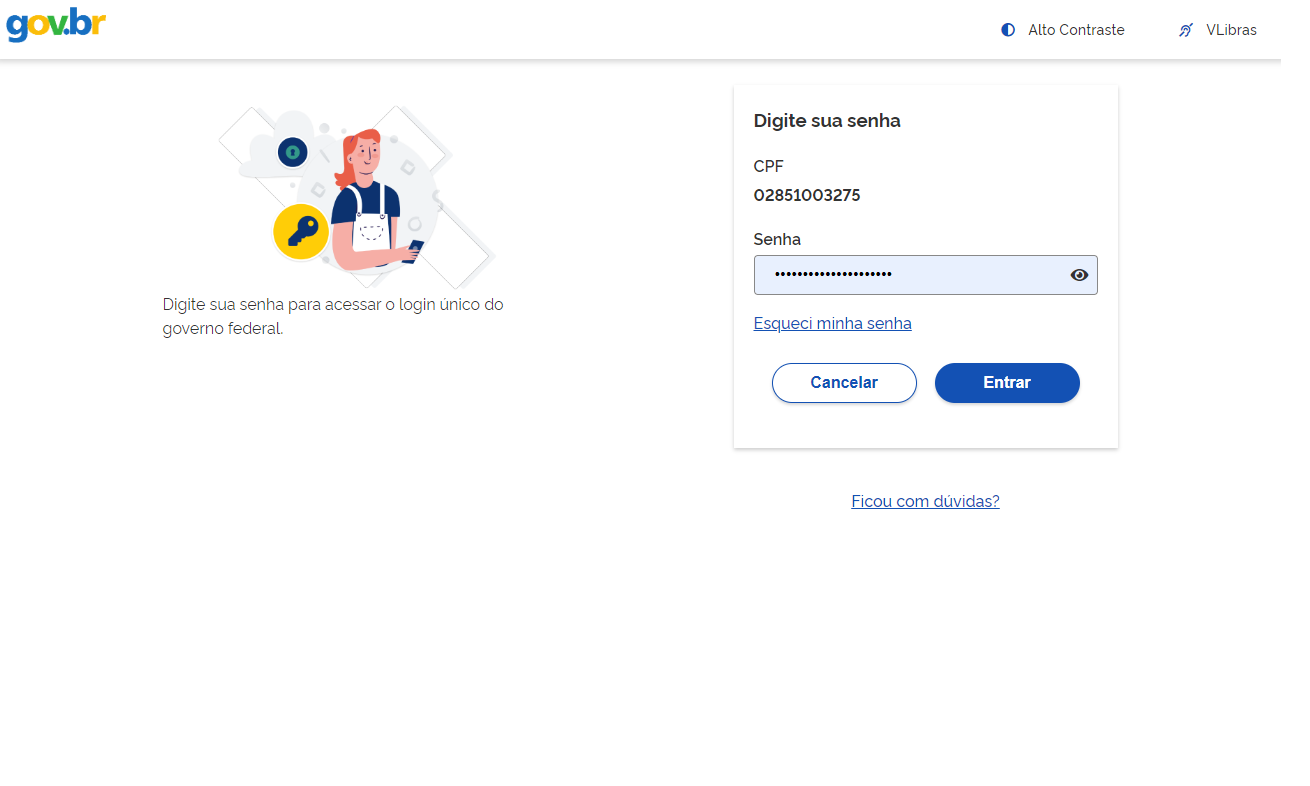 gov.br
Alto Contraste
VLibras
Digite sua senha para acessar o login único do
governo federal.
Digite sua senha
CPF
02851003275
Senha
•••••••••••••••••••••
Esqueci minha senha
Cancelar
Entrar
Ficou com dúvidas?